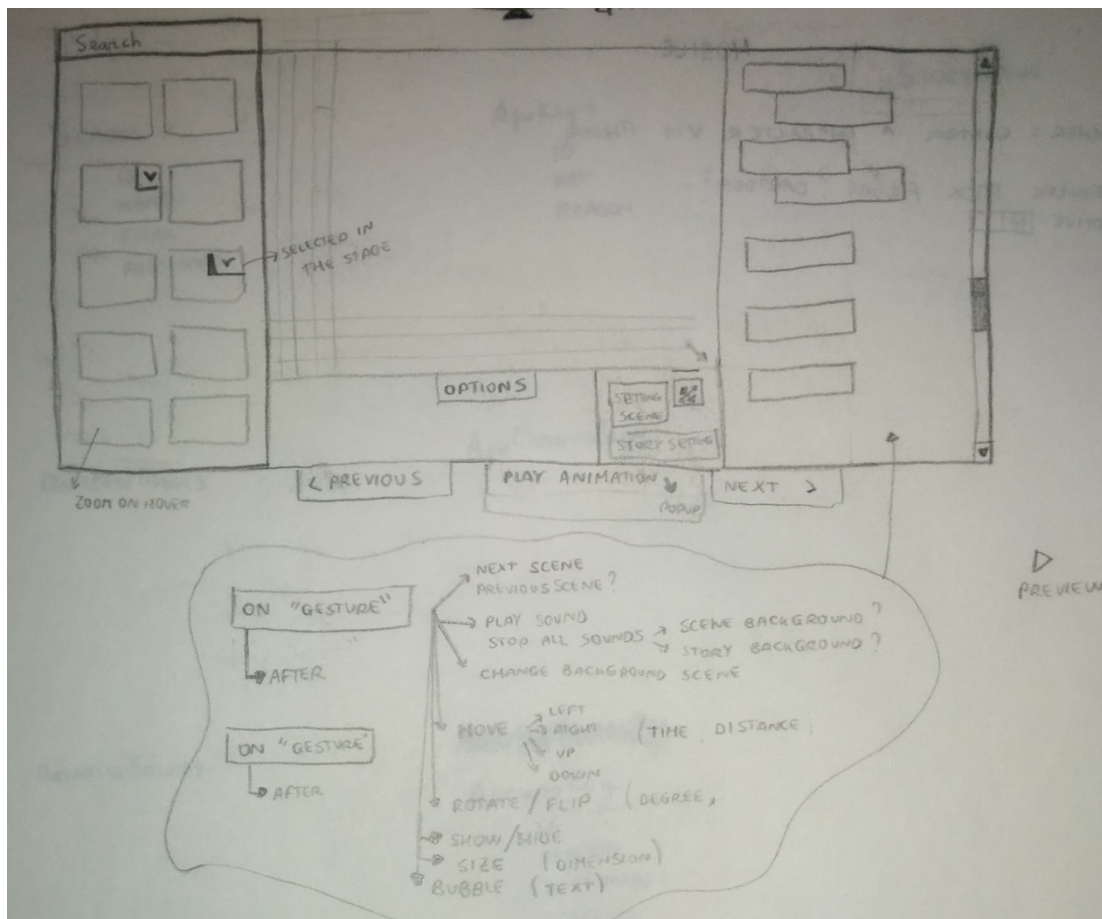 Search
SELECTED IN
THE STAGE
OPTIONS
SETTING
SCENE
STORY SETTING
ZOOM ON HOVER
< PREVIOUS
PLAY ANIMATION
POPUP
NEXT >
PREVIEW
ON "GESTURE"
AFTER
ON "GESTURE"
AFTER
NEXT SCENE
PREVIOUS SCENE?
PLAY SOUND
STOP ALL SOUNDS
SCENE BACKGROUND?
STORY BACKGROUND?
CHANGE BACKGROUND SCENE
MOVE
LEFT
RIGHT
UP
DOWN
(TIME, DISTANCE,
ROTATE/FLIP (DEGREE,
SHOW/HIDE
SIZE (DIMENSION)
BUBBLE (TEXT)